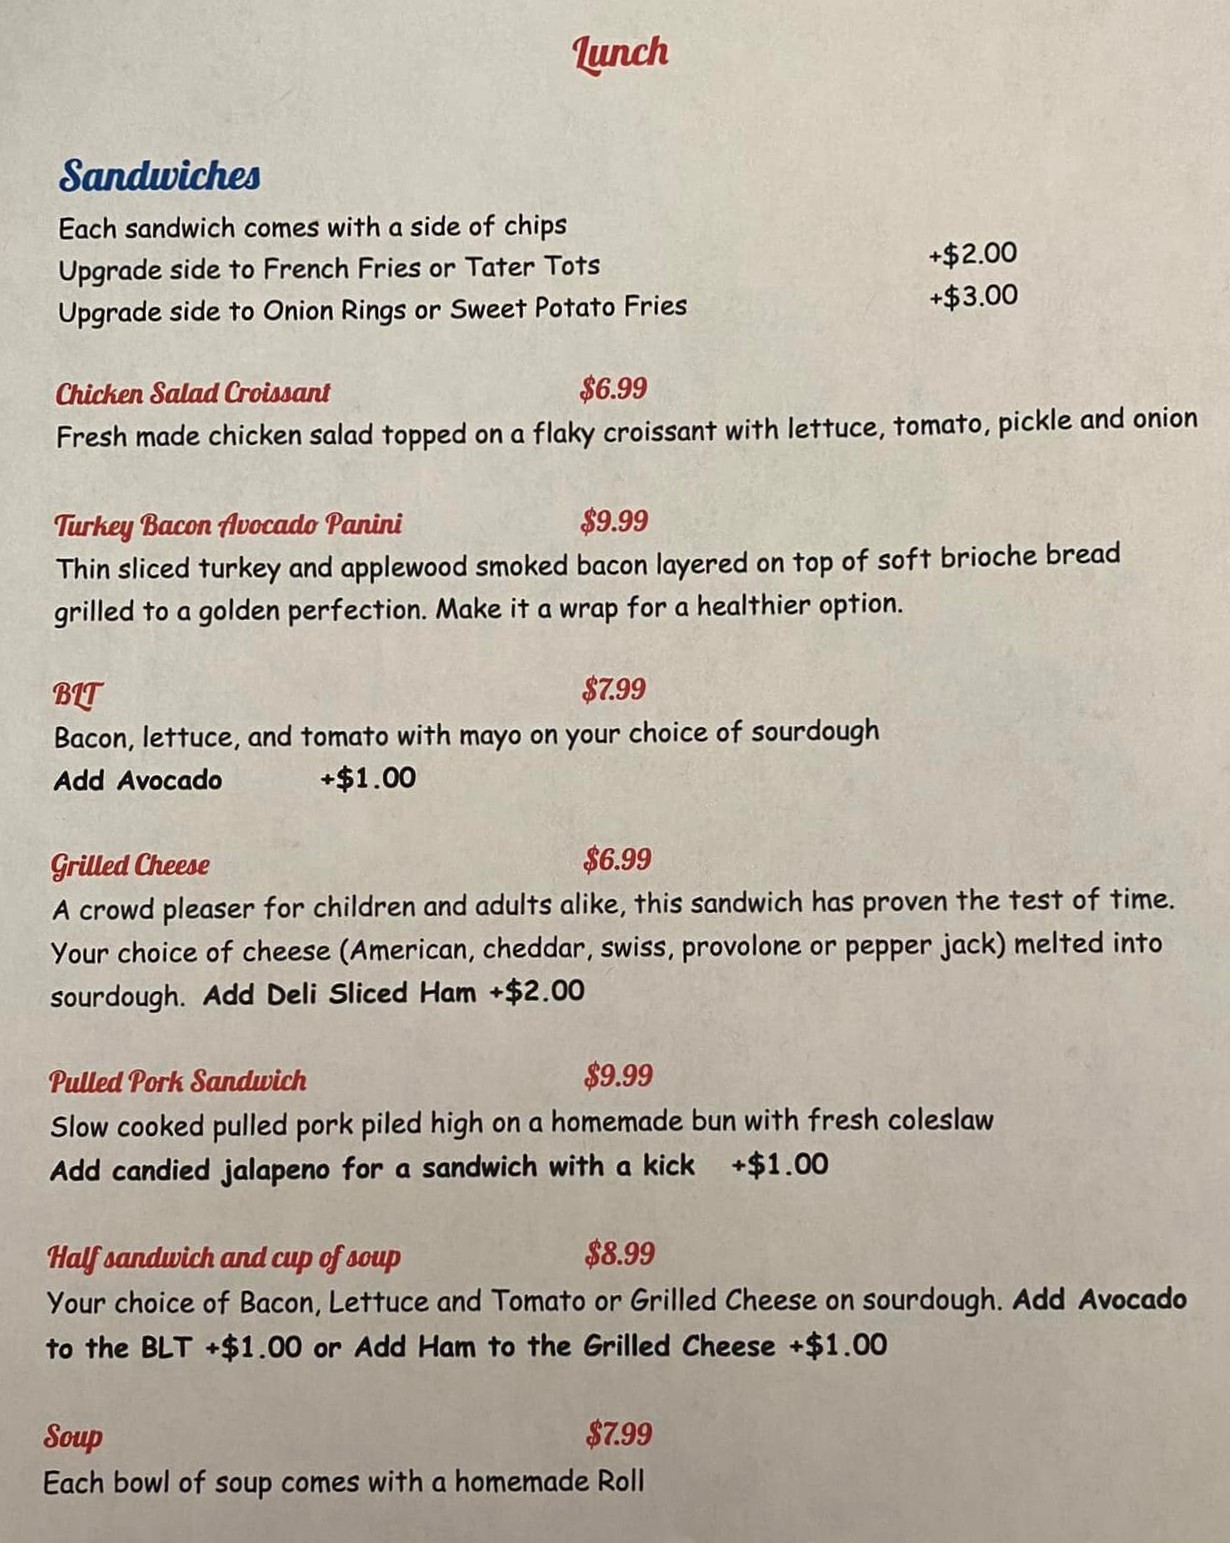 Lunch
Sandwiches
Each sandwich comes with a side of chips
Upgrade side to French Fries or Tater Tots +$2.00
Upgrade side to Onion Rings or Sweet Potato Fries +$3.00
Chicken Salad Croissant $6.99
Fresh made chicken salad topped on a flaky croissant with lettuce, tomato, pickle and onion
Turkey Bacon Avocado Panini $9.99
Thin sliced turkey and applewood smoked bacon layered on top of soft brioche bread
grilled to a golden perfection. Make it a wrap for a healthier option.
BLT $7.99
Bacon, lettuce, and tomato with mayo on your choice of sourdough
Add Avocado +$1.00
Grilled Cheese $6.99
A crowd pleaser for children and adults alike, this sandwich has proven the test of time.
Your choice of cheese (American, cheddar, swiss, provolone or pepper jack) melted into
sourdough. Add Deli Sliced Ham +$2.00
Pulled Pork Sandwich $9.99
Slow cooked pulled pork piled high on a homemade bun with fresh coleslaw
Add candied jalapeno for a sandwich with a kick +$1.00
Half sandwich and cup of soup $8.99
Your choice of Bacon, Lettuce and Tomato or Grilled Cheese on sourdough. Add Avocado
to the BLT +$1.00 or Add Ham to the Grilled Cheese +$1.00
Soup $7.99
Each bowl of soup comes with a homemade Roll